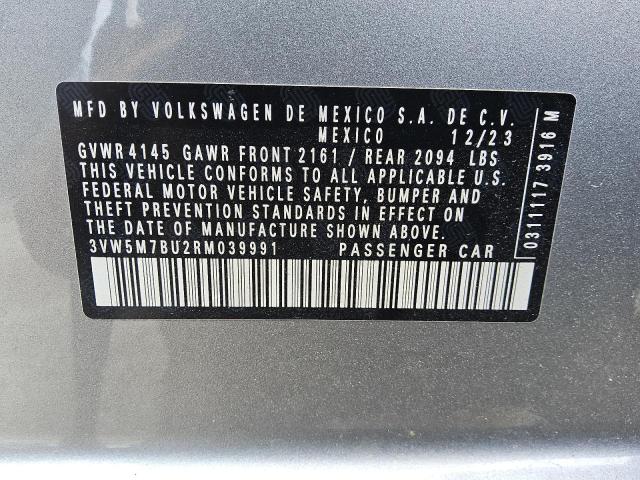 MFD BY VOLKSWAGEN DE MEXICO S.A. DE C.V.
MEXICO 12/23
GVWR 4145 GAWR FRONT 2161 / REAR 2094 LBS
THIS VEHICLE CONFORMS TO ALL APPLICABLE U.S.
FEDERAL MOTOR VEHICLE SAFETY, BUMPER AND
THEFT PREVENTION STANDARDS IN EFFECT ON
THE DATE OF MANUFACTURE SHOWN ABOVE.
3VW5M7BU2RM039991 PASSENGER CAR
0311117 3916 M